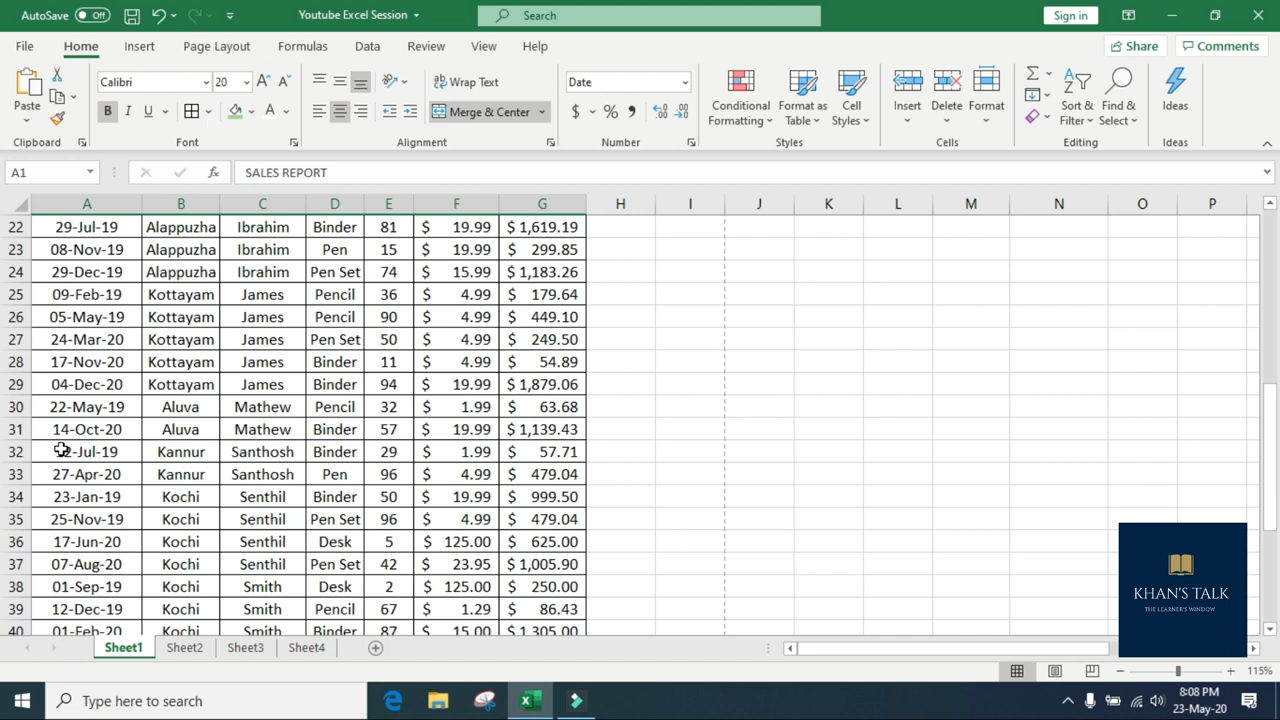 AutoSave Off Youtube Excel Session Search Sign in
File Home Insert Page Layout Formulas Data Review View Help Share Comments
Paste Calibri 20 A A B I U A Wrap Text Merge & Center Date $ % , Conditional Formatting Format as Table Cell Styles Insert Delete Format Sort & Filter Find & Select Ideas
Clipboard Font Alignment Number Styles Cells Editing Ideas
A1 fx SALES REPORT
A B C D E F G H I J K L M N O P
22 29-Jul-19 Alappuzha Ibrahim Binder 81 $ 19.99 $ 1,619.19
23 08-Nov-19 Alappuzha Ibrahim Pen 15 $ 19.99 $ 299.85
24 29-Dec-19 Alappuzha Ibrahim Pen Set 74 $ 15.99 $ 1,183.26
25 09-Feb-19 Kottayam James Pencil 36 $ 4.99 $ 179.64
26 05-May-19 Kottayam James Pencil 90 $ 4.99 $ 449.10
27 24-Mar-20 Kottayam James Pen Set 50 $ 4.99 $ 249.50
28 17-Nov-20 Kottayam James Binder 11 $ 4.99 $ 54.89
29 04-Dec-20 Kottayam James Binder 94 $ 19.99 $ 1,879.06
30 22-May-19 Aluva Mathew Pencil 32 $ 1.99 $ 63.68
31 14-Oct-20 Aluva Mathew Binder 57 $ 19.99 $ 1,139.43
32 2-Jul-19 Kannur Santhosh Binder 29 $ 1.99 $ 57.71
33 27-Apr-20 Kannur Santhosh Pen 96 $ 4.99 $ 479.04
34 23-Jan-19 Kochi Senthil Binder 50 $ 19.99 $ 999.50
35 25-Nov-19 Kochi Senthil Pen Set 96 $ 4.99 $ 479.04
36 17-Jun-20 Kochi Senthil Desk 5 $ 125.00 $ 625.00
37 07-Aug-20 Kochi Senthil Pen Set 42 $ 23.95 $ 1,005.90
38 01-Sep-19 Kochi Smith Desk 2 $ 125.00 $ 250.00
39 12-Dec-19 Kochi Smith Pencil 67 $ 1.29 $ 86.43
40 01-Feb-20 Kochi Smith Binder 87 $ 15.00 $ 1,305.00
KHAN'S TALK
THE LEARNER'S WINDOW
Sheet1 Sheet2 Sheet3 Sheet4
115%
Type here to search
8:08 PM
23-May-20